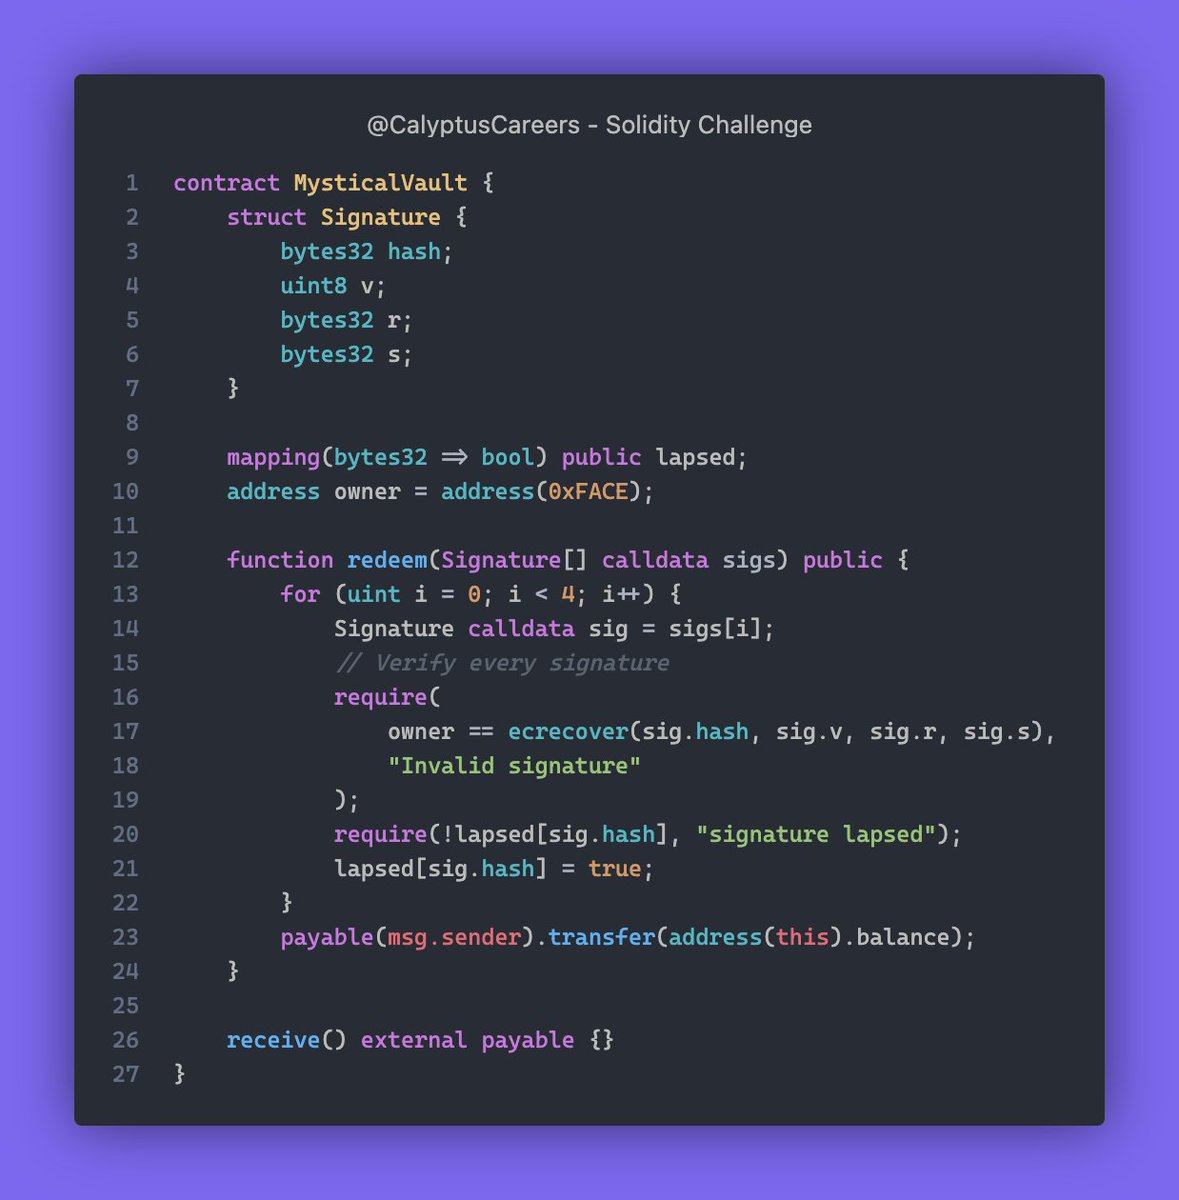 @CalyptusCareers - Solidity Challenge
1 contract MysticalVault {
2     struct Signature {
3         bytes32 hash;
4         uint8 v;
5         bytes32 r;
6         bytes32 s;
7     }
8
9     mapping(bytes32 => bool) public lapsed;
10     address owner = address(0xFACE);
11
12     function redeem(Signature[] calldata sigs) public {
13         for (uint i = 0; i < 4; i++) {
14             Signature calldata sig = sigs[i];
15             // Verify every signature
16             require(
17                 owner == ecrecover(sig.hash, sig.v, sig.r, sig.s),
18                 "Invalid signature"
19             );
20             require(!lapsed[sig.hash], "signature lapsed");
21             lapsed[sig.hash] = true;
22         }
23         payable(msg.sender).transfer(address(this).balance);
24     }
25
26     receive() external payable {}
27 }